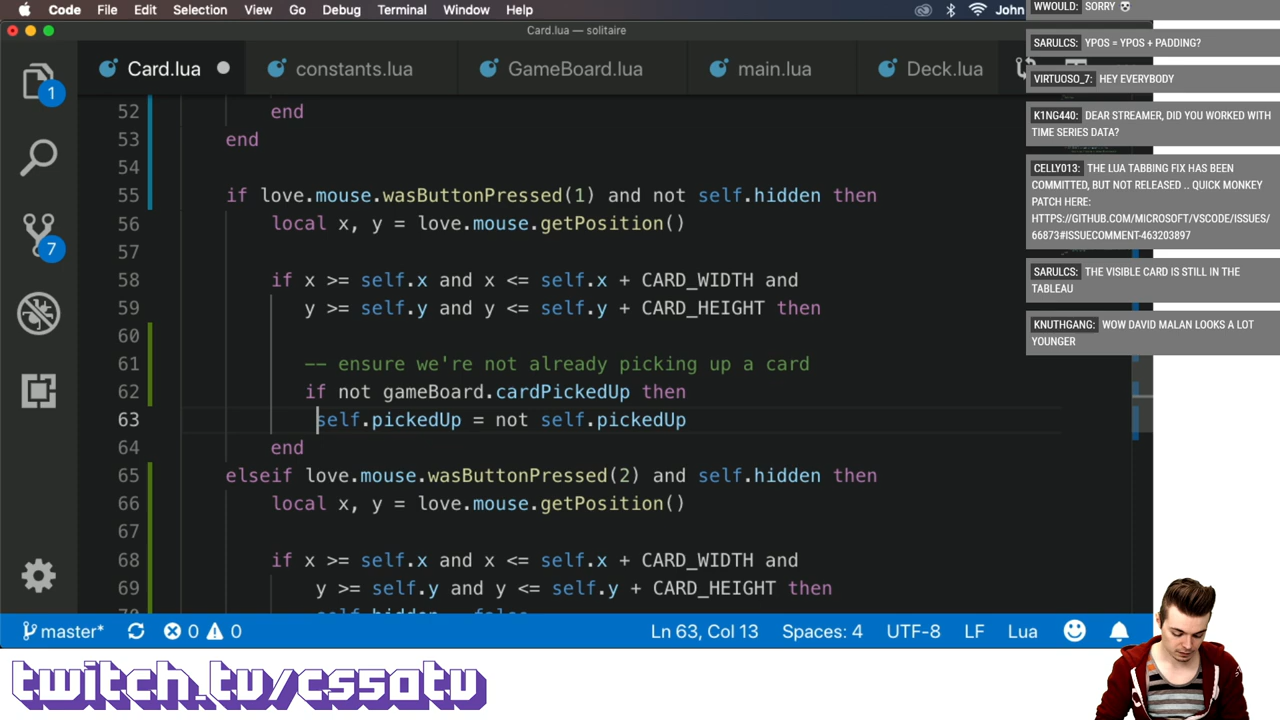 Code File Edit Selection View Go Debug Terminal Window Help John
Card.lua — solitaire
Card.lua constants.lua GameBoard.lua main.lua Deck.lua
52 end
53 end
54
55 if love.mouse.wasButtonPressed(1) and not self.hidden then
56 local x, y = love.mouse.getPosition()
57
58 if x >= self.x and x <= self.x + CARD_WIDTH and
59 y >= self.y and y <= self.y + CARD_HEIGHT then
60
61 -- ensure we're not already picking up a card
62 if not gameBoard.cardPickedUp then
63 self.pickedUp = not self.pickedUp
64 end
65 elseif love.mouse.wasButtonPressed(2) and self.hidden then
66 local x, y = love.mouse.getPosition()
67
68 if x >= self.x and x <= self.x + CARD_WIDTH and
69 y >= self.y and y <= self.y + CARD_HEIGHT then
1
7
master* 0 0 Ln 63, Col 13 Spaces: 4 UTF-8 LF Lua
WWOULD: SORRY
SARULCS: YPOS = YPOS + PADDING?
VIRTUOSO_7: HEY EVERYBODY
K1NG440: DEAR STREAMER, DID YOU WORKED WITH
TIME SERIES DATA?
CELLY013: THE LUA TABBING FIX HAS BEEN
COMMITTED, BUT NOT RELEASED .. QUICK MONKEY
PATCH HERE:
HTTPS://GITHUB.COM/MICROSOFT/VSCODE/ISSUES/
66873#ISSUECOMMENT-463203897
SARULCS: THE VISIBLE CARD IS STILL IN THE
TABLEAU
KNUTHGANG: WOW DAVID MALAN LOOKS A LOT
YOUNGER
twitch.tv/cs50tv